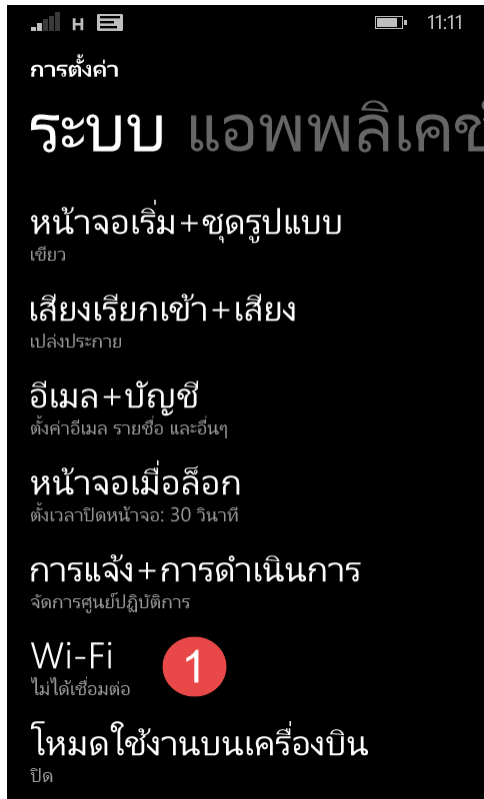 H 11:11
การตั้งค่า
ระบบ แอพพลิเคช
หน้าจอเริ่ม+ชุดรูปแบบ
เขียว
เสียงเรียกเข้า+เสียง
เปล่งประกาย
อีเมล+บัญชี
ตั้งค่าอีเมล รายชื่อ และอื่นๆ
หน้าจอเมื่อล็อก
ตั้งเวลาปิดหน้าจอ: 30 วินาที
การแจ้ง+การดำเนินการ
จัดการศูนย์ปฏิบัติการ
Wi-Fi 1
ไม่ได้เชื่อมต่อ
โหมดใช้งานบนเครื่องบิน
ปิด